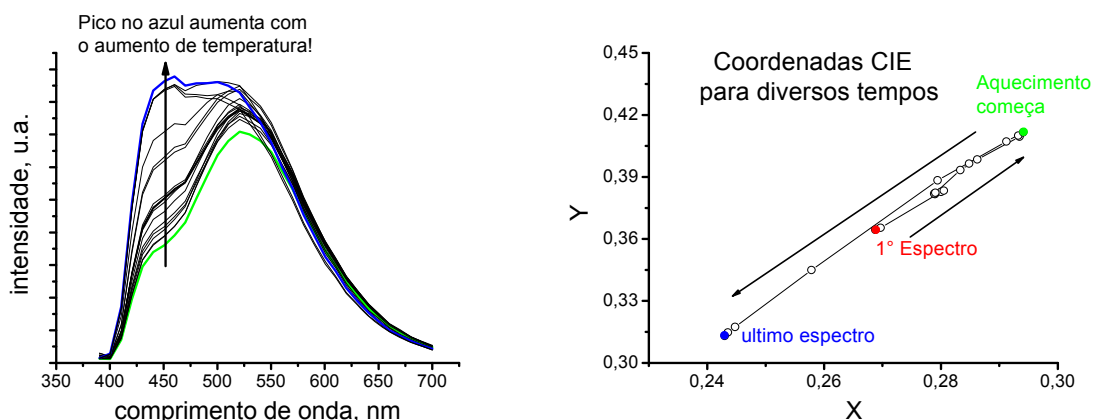 Pico no azul aumenta com
o aumento de temperatura!
intensidade, u.a.
350 400 450 500 550 600 650 700
comprimento de onda, nm
Coordenadas CIE
para diversos tempos
Aquecimento
começa
1° Espectro
ultimo espectro
0,45
0,42
0,39
0,36
0,33
0,30
Y
0,24 0,26 0,28 0,30
X